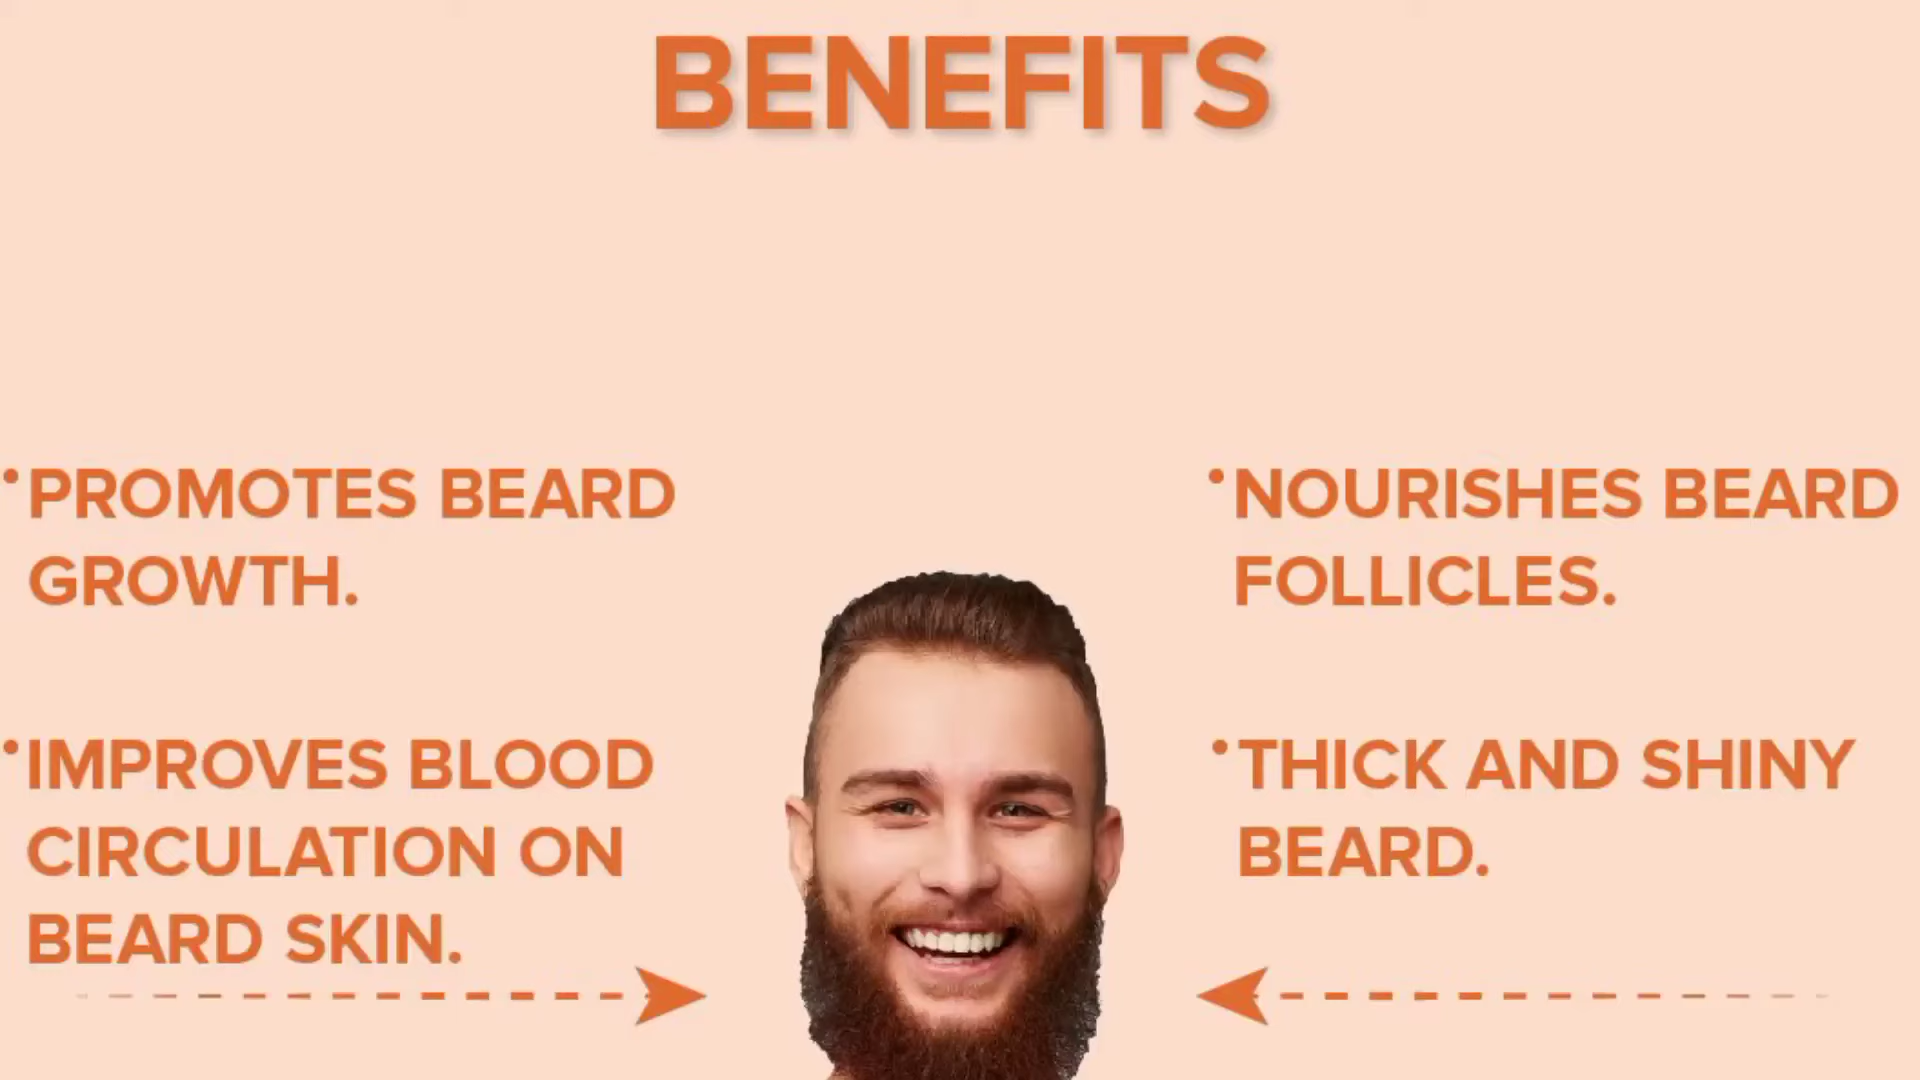 BENEFITS
•PROMOTES BEARD
GROWTH.
•IMPROVES BLOOD
CIRCULATION ON
BEARD SKIN.
•NOURISHES BEARD
FOLLICLES.
•THICK AND SHINY
BEARD.